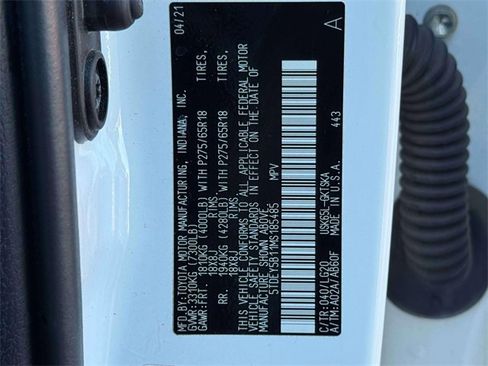 MFD.BY:TOYOTA MOTOR MANUFACTURING, INDIANA, INC. 04/21
GVWR:3310KG (7300LB)
GAWR:FRT. 1810KG (4000LB) WITH P275/65R18 TIRES,
18X8J RIMS
RR. 1940KG (4280LB) WITH P275/65R18 TIRES,
18X8J RIMS
THIS VEHICLE CONFORMS TO ALL APPLICABLE FEDERAL MOTOR
VEHICLE SAFETY STANDARDS IN EFFECT ON THE DATE OF
MANUFACTURE SHOWN ABOVE.
5TDEY5B11MS185485 MPV
A
C/TR:040/LG20 USK65L-GKTSKA 443
A/TM:A02A/AB60F MADE IN U.S.A.